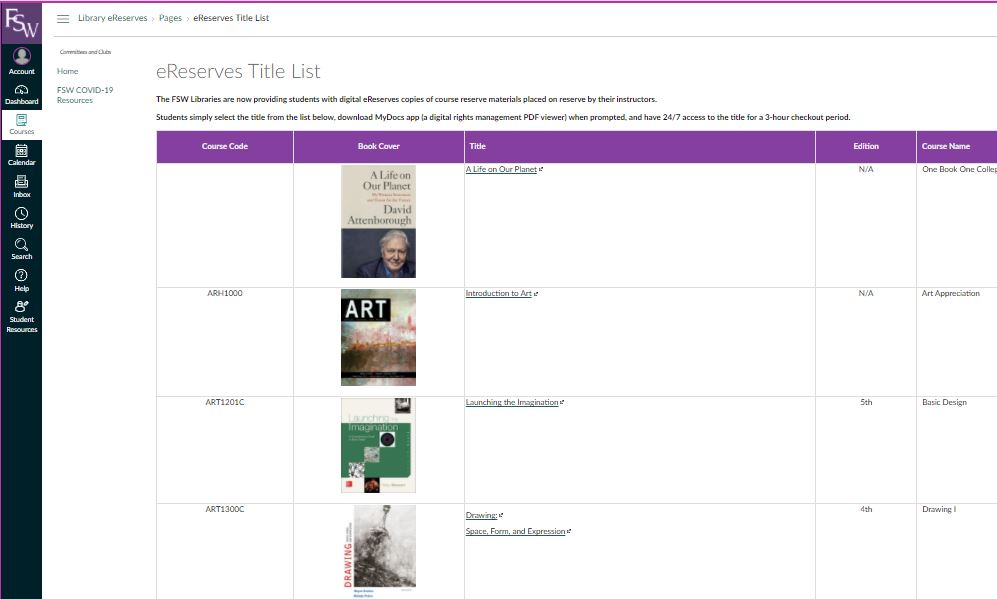 FSW
Library eReserves › Pages › eReserves Title List
Account
Dashboard
Courses
Calendar
Inbox
History
Search
Help
Student
Resources
Committees and Clubs
Home
FSW COVID-19
Resources
eReserves Title List
The FSW Libraries are now providing students with digital eReserves copies of course reserve materials placed on reserve by their instructors.
Students simply select the title from the list below, download MyDocs app (a digital rights management PDF viewer) when prompted, and have 24/7 access to the title for a 3-hour checkout period.
Course Code Book Cover Title Edition Course Name
A Life on Our Planet N/A One Book One Colleg
A Life on
Our Planet
David
Attenborough
ARH1000 Introduction to Art N/A Art Appreciation
ART
ART1201C Launching the Imagination 5th Basic Design
Launching the
Imagination
ART1300C 4th Drawing I
Drawing:
Space, Form, and Expression
DRAWING